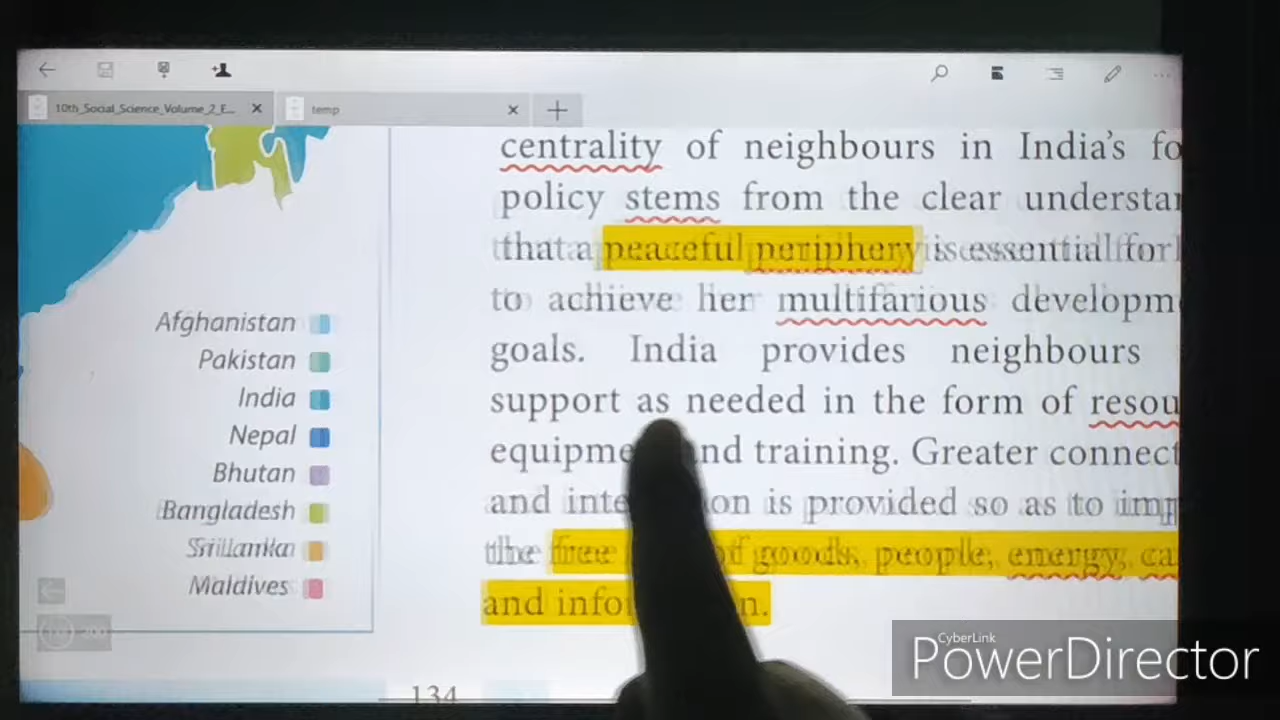 10th_Social_Science_Volume_2_E...
temp
centrality of neighbours in India's fo
policy stems from the clear understa
that a peaceful periphery is essential for
to achieve her multifarious developm
goals. India provides neighbours
support as needed in the form of resou
equipme and training. Greater connect
and inte on is provided so as to imp
the free of goods, people, energy, ca
and info n.
Afghanistan
Pakistan
India
Nepal
Bhutan
Bangladesh
Srilanka
Maldives
134
CyberLink
PowerDirector